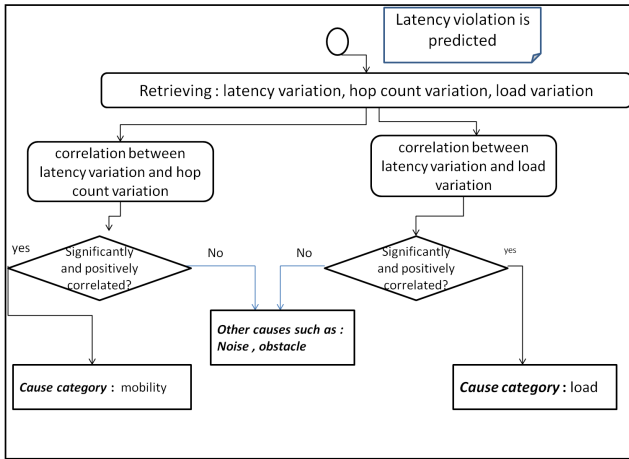 Latency violation is
predicted
Retrieving : latency variation, hop count variation, load variation
correlation between
latency variation and hop
count variation
correlation between
latency variation and load
variation
yes
Significantly
and positively
correlated?
No
No
Significantly
and positively
correlated?
yes
Other causes such as :
Noise , obstacle
Cause category : mobility
Cause category : load